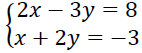 2x − 3y = 8
x + 2y = −3